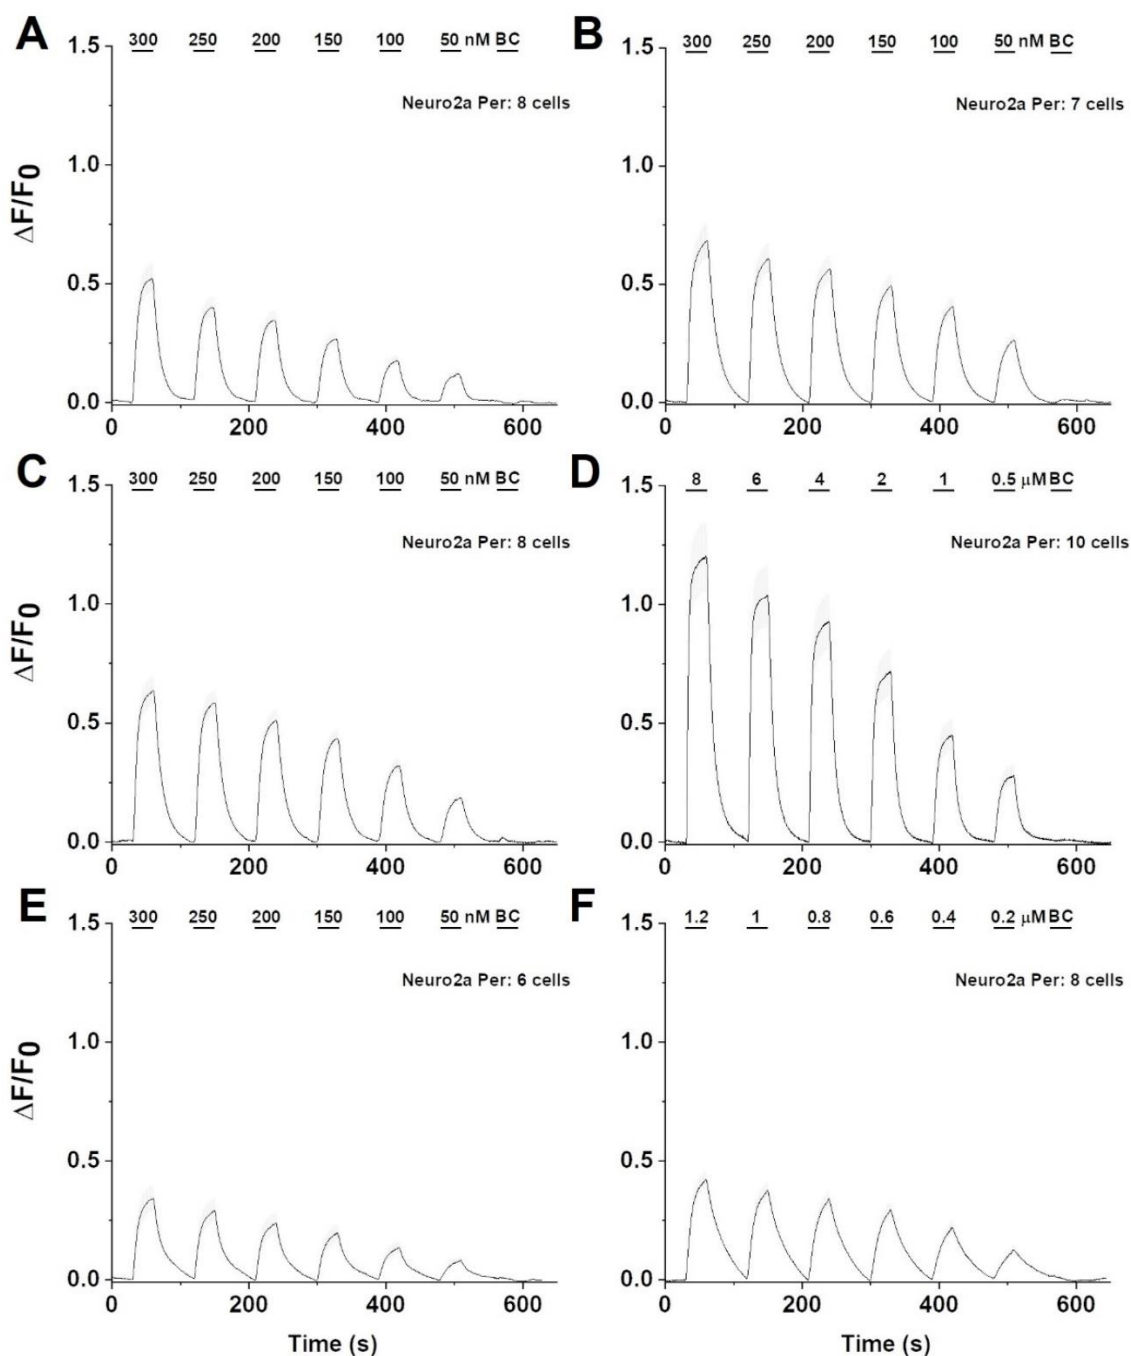 A
B
1.5
300 250 200 150 100 50 nM BC
1.5
300 250 200 150 100 50 nM BC
Neuro2a Per: 8 cells
Neuro2a Per: 7 cells
1.0
1.0
ΔF/F0
0.5
0.5
0.0
0.0
0 200 400 600
0 200 400 600
C
D
1.5
300 250 200 150 100 50 nM BC
1.5
8 6 4 2 1 0.5 μM BC
Neuro2a Per: 8 cells
Neuro2a Per: 10 cells
1.0
1.0
ΔF/F0
0.5
0.5
0.0
0.0
0 200 400 600
0 200 400 600
E
F
1.5
300 250 200 150 100 50 nM BC
1.5
1.2 1 0.8 0.6 0.4 0.2 μM BC
Neuro2a Per: 6 cells
Neuro2a Per: 8 cells
1.0
1.0
ΔF/F0
0.5
0.5
0.0
0.0
0 200 400 600
0 200 400 600
Time (s)
Time (s)